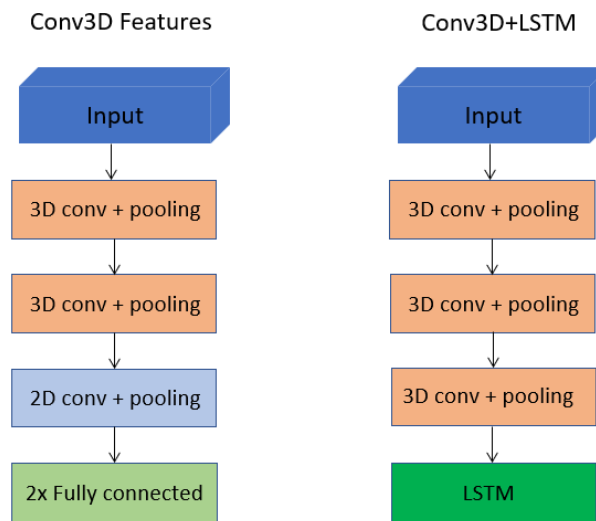 Conv3D Features
Input
3D conv + pooling
3D conv + pooling
2D conv + pooling
2x Fully connected
Conv3D+LSTM
Input
3D conv + pooling
3D conv + pooling
3D conv + pooling
LSTM